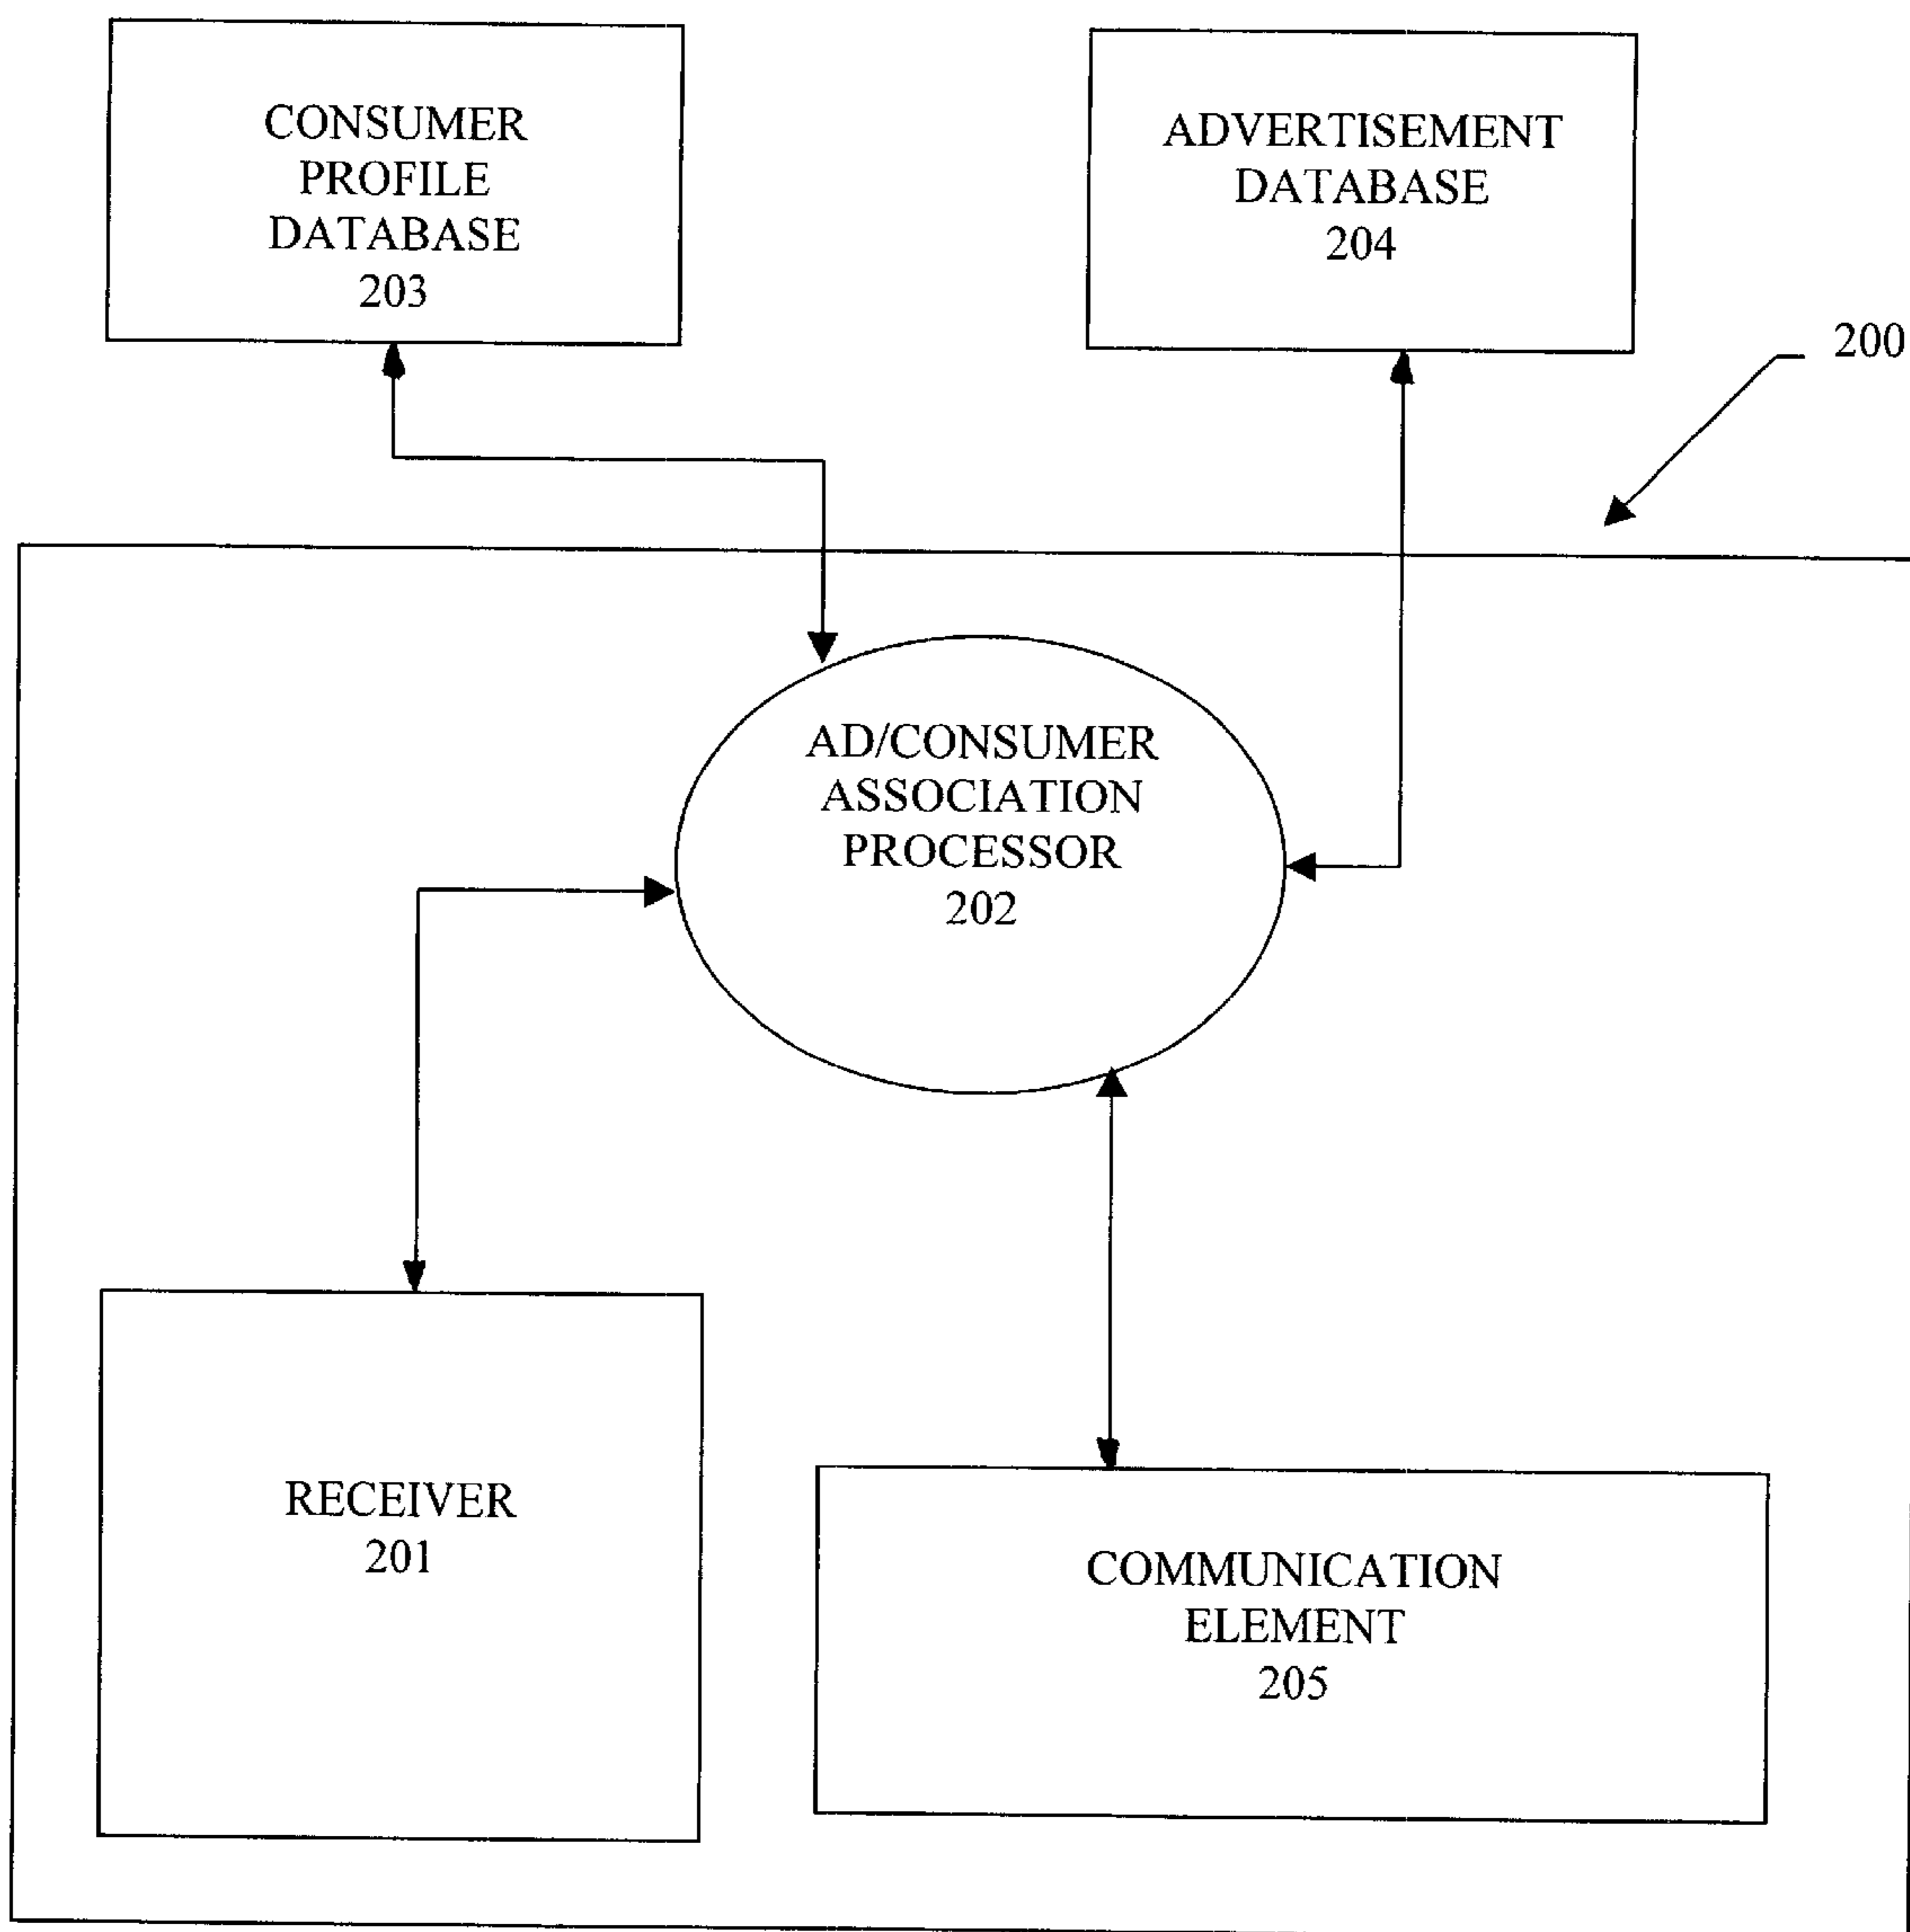 CONSUMER
PROFILE
DATABASE
203
ADVERTISEMENT
DATABASE
204
200
AD/CONSUMER
ASSOCIATION
PROCESSOR
202
RECEIVER
201
COMMUNICATION
ELEMENT
205